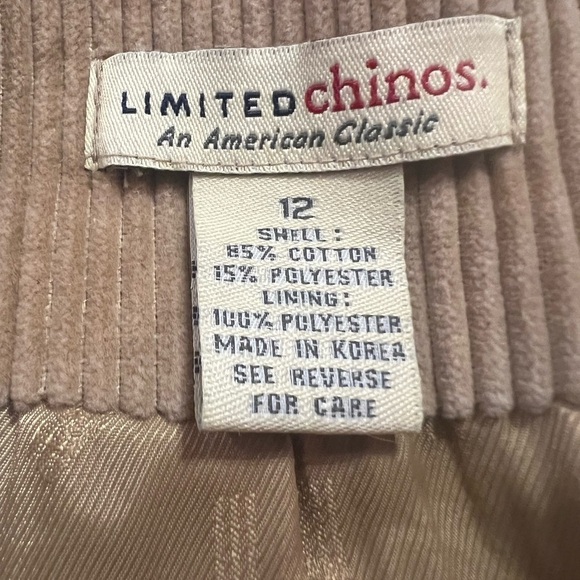 LIMITED chinos.
An American Classic
12
SHELL:
85% COTTON
15% POLYESTER
LINING:
100% POLYESTER
MADE IN KOREA
SEE REVERSE
FOR CARE